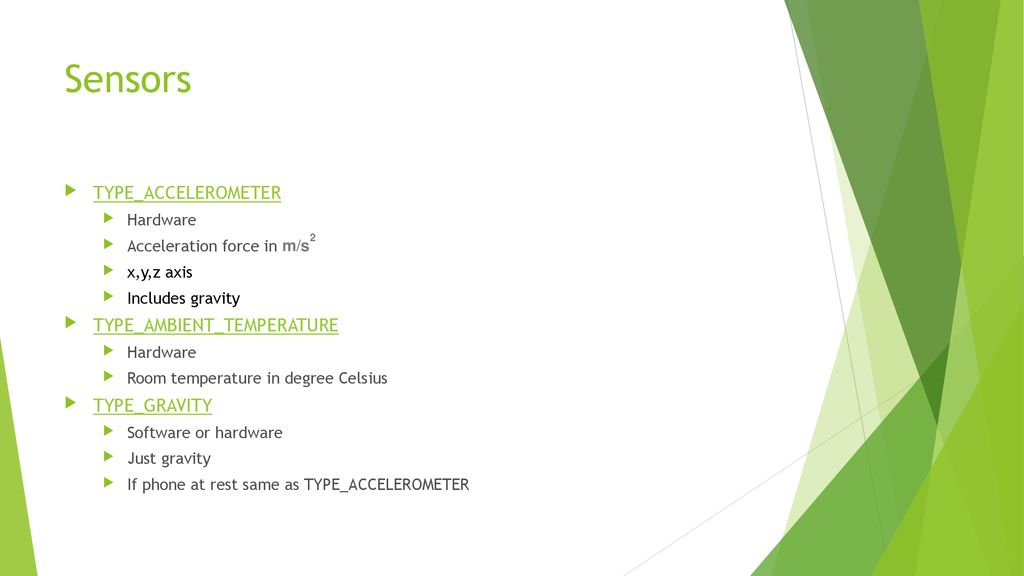 Sensors
TYPE_ACCELEROMETER
Hardware
Acceleration force in m/s²
x,y,z axis
Includes gravity
TYPE_AMBIENT_TEMPERATURE
Hardware
Room temperature in degree Celsius
TYPE_GRAVITY
Software or hardware
Just gravity
If phone at rest same as TYPE_ACCELEROMETER